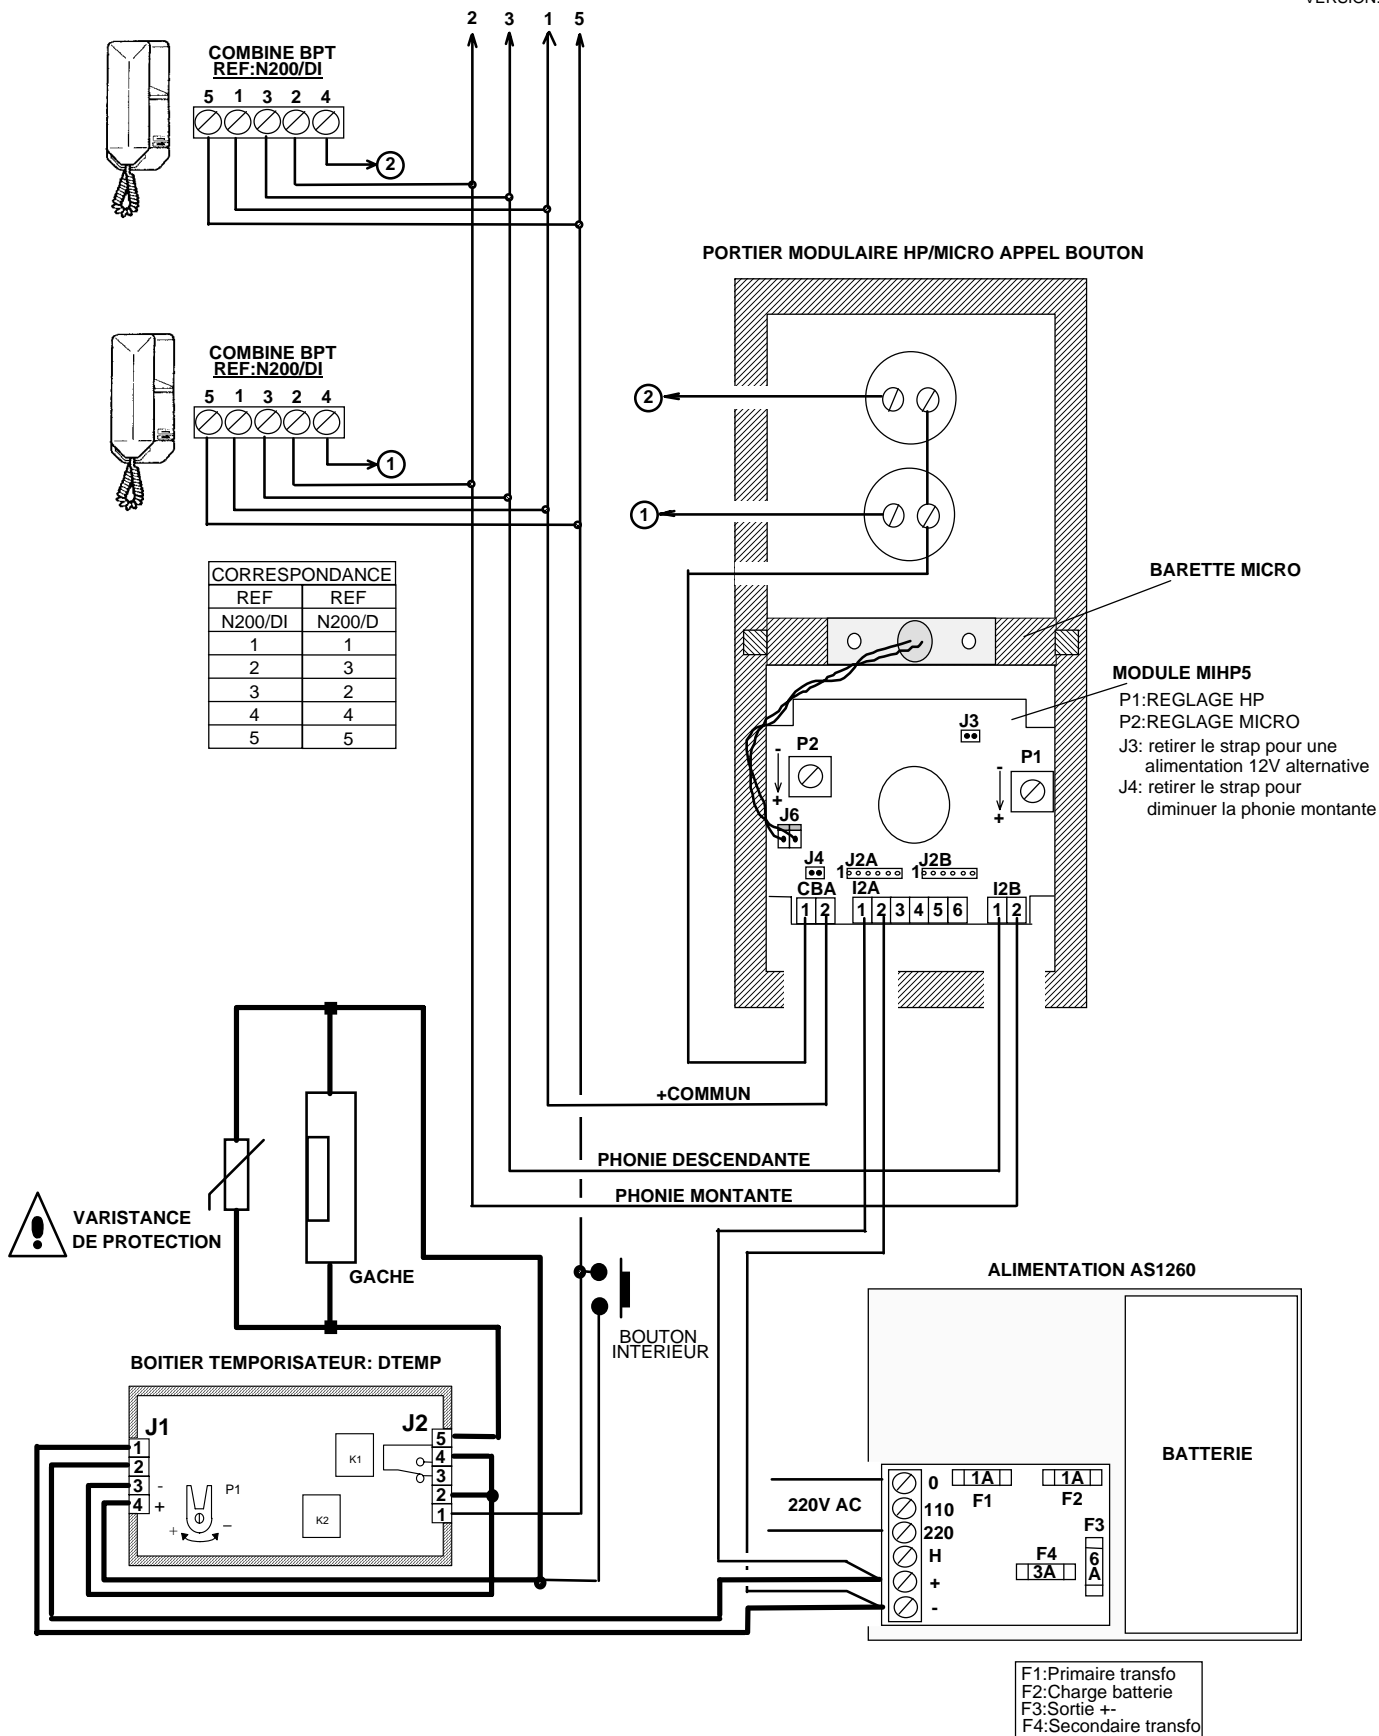 VERSION:
2 3 1 5
COMBINE BPT
REF:N200/DI
5 1 3 2 4
2
PORTIER MODULAIRE HP/MICRO APPEL BOUTON
COMBINE BPT
REF:N200/DI
5 1 3 2 4
1
2
1
CORRESPONDANCE
REF REF
N200/DI N200/D
1 1
2 3
3 2
4 4
5 5
BARETTE MICRO
MODULE MIHP5
P1:REGLAGE HP
P2:REGLAGE MICRO
J3: retirer le strap pour une
alimentation 12V alternative
J4: retirer le strap pour
diminuer la phonie montante
J3
P2
- +
P1
- +
J6
J4
1 J2A
1 J2B
CBA I2A I2B
1 2 1 2 3 4 5 6 1 2
+COMMUN
PHONIE DESCENDANTE
PHONIE MONTANTE
VARISTANCE
DE PROTECTION
GACHE
BOUTON
INTERIEUR
BOITIER TEMPORISATEUR: DTEMP
J1
1
2
3 -
4 +
P1
+ –
K1
K2
J2
5
4
3
2
1
ALIMENTATION AS1260
BATTERIE
220V AC
0
110
220
H
+
-
1A
F1
1A
F2
F3
6
A
F4
3A
F1:Primaire transfo
F2:Charge batterie
F3:Sortie +-
F4:Secondaire transfo